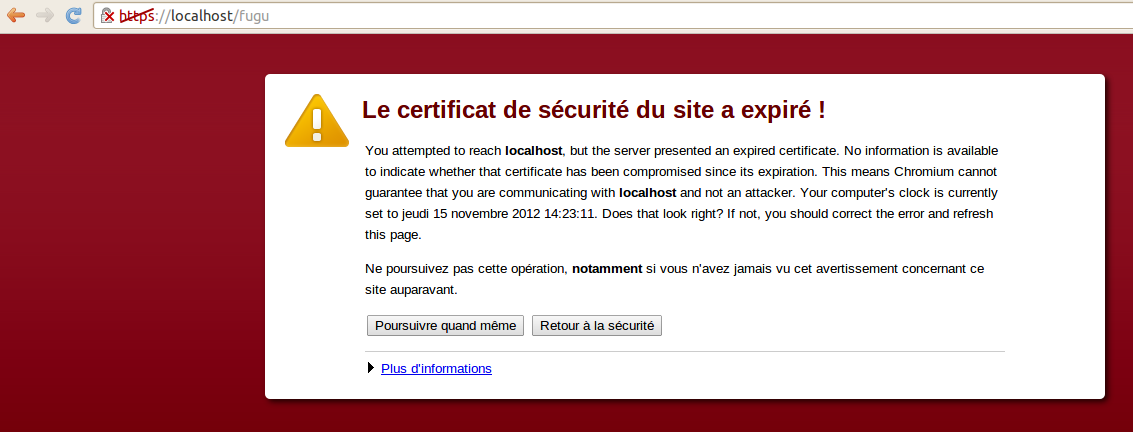 https://localhost/fugu
Le certificat de sécurité du site a expiré !
You attempted to reach localhost, but the server presented an expired certificate. No information is available
to indicate whether that certificate has been compromised since its expiration. This means Chromium cannot
guarantee that you are communicating with localhost and not an attacker. Your computer's clock is currently
set to jeudi 15 novembre 2012 14:23:11. Does that look right? If not, you should correct the error and refresh
this page.
Ne poursuivez pas cette opération, notamment si vous n'avez jamais vu cet avertissement concernant ce
site auparavant.
Poursuivre quand même Retour à la sécurité
Plus d'informations